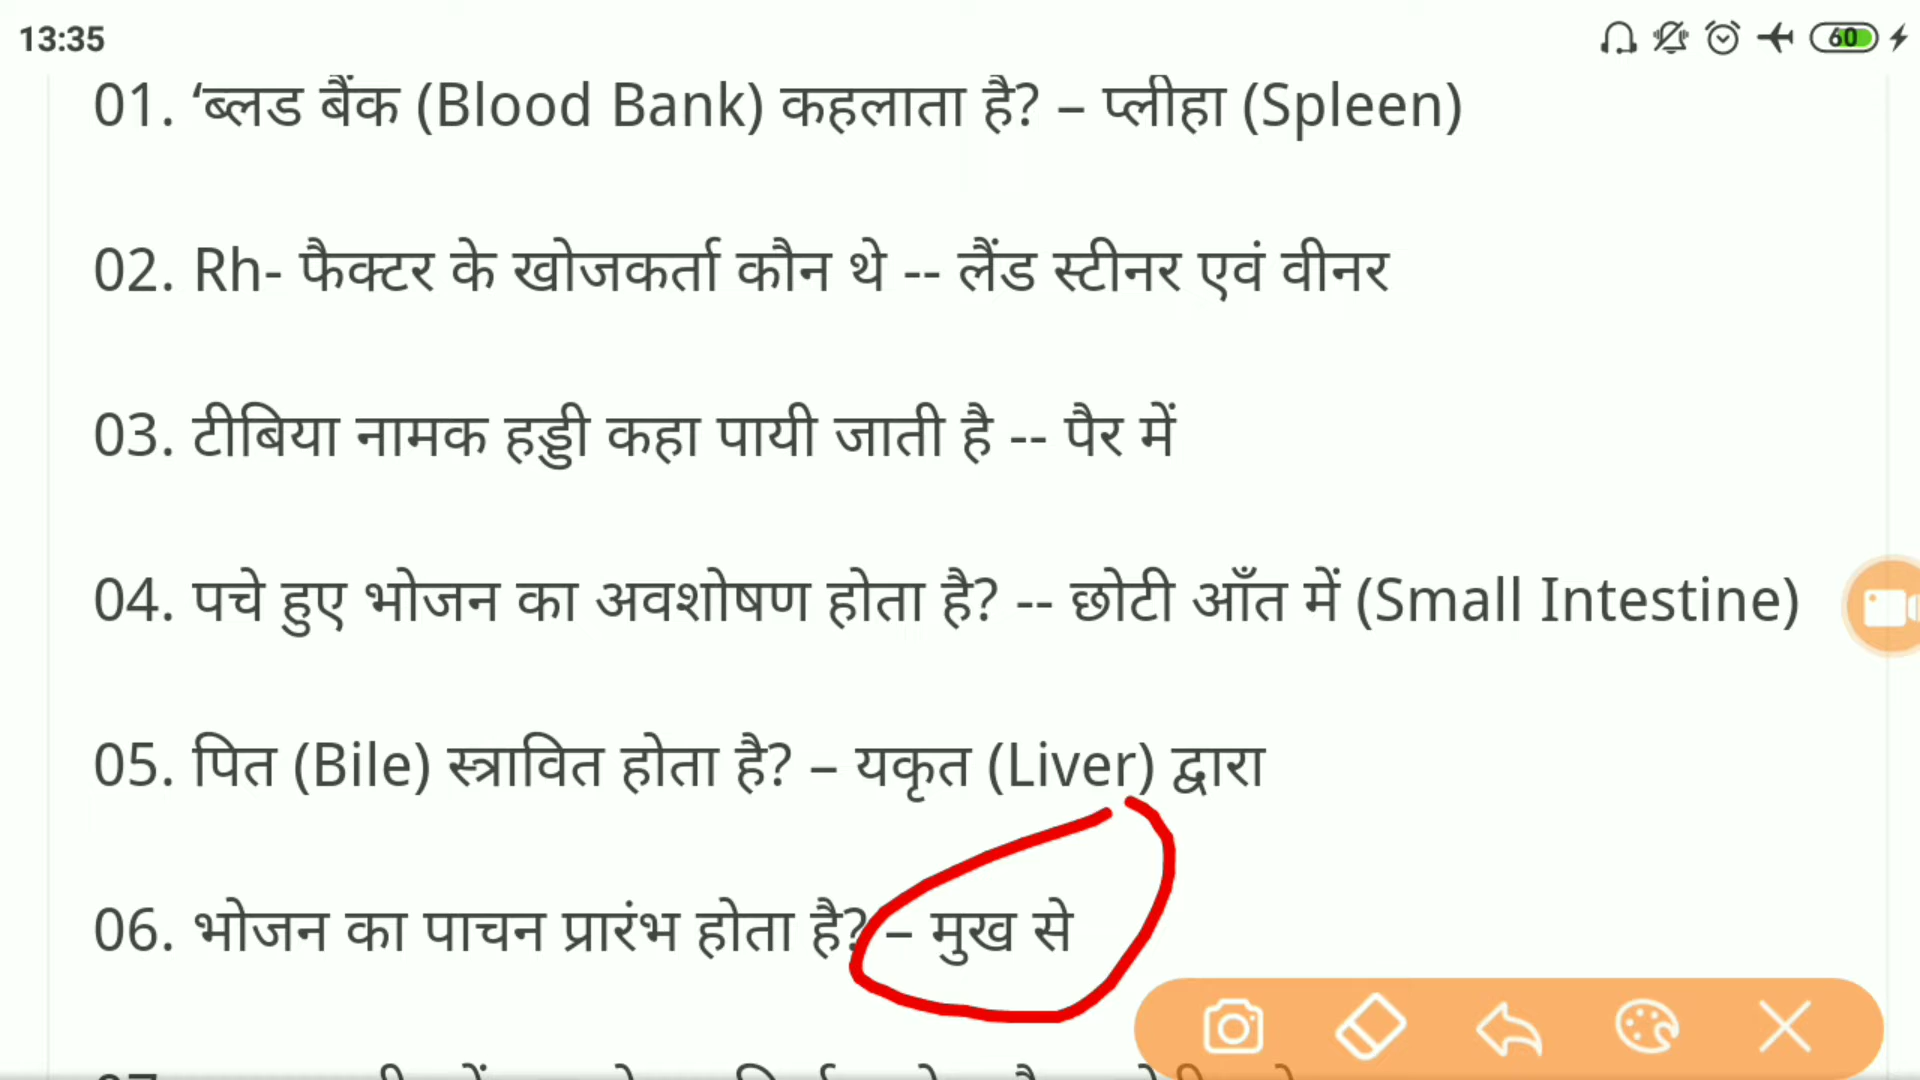 13:35
60
01. ‘ब्लड बैंक (Blood Bank) कहलाता है? – प्लीहा (Spleen)
02. Rh- फैक्टर के खोजकर्ता कौन थे -- लैंड स्टीनर एवं वीनर
03. टीबिया नामक हड्डी कहा पायी जाती है -- पैर में
04. पचे हुए भोजन का अवशोषण होता है? -- छोटी आँत में (Small Intestine)
05. पित (Bile) स्त्रावित होता है? – यकृत (Liver) द्वारा
06. भोजन का पाचन प्रारंभ होता है? – मुख से